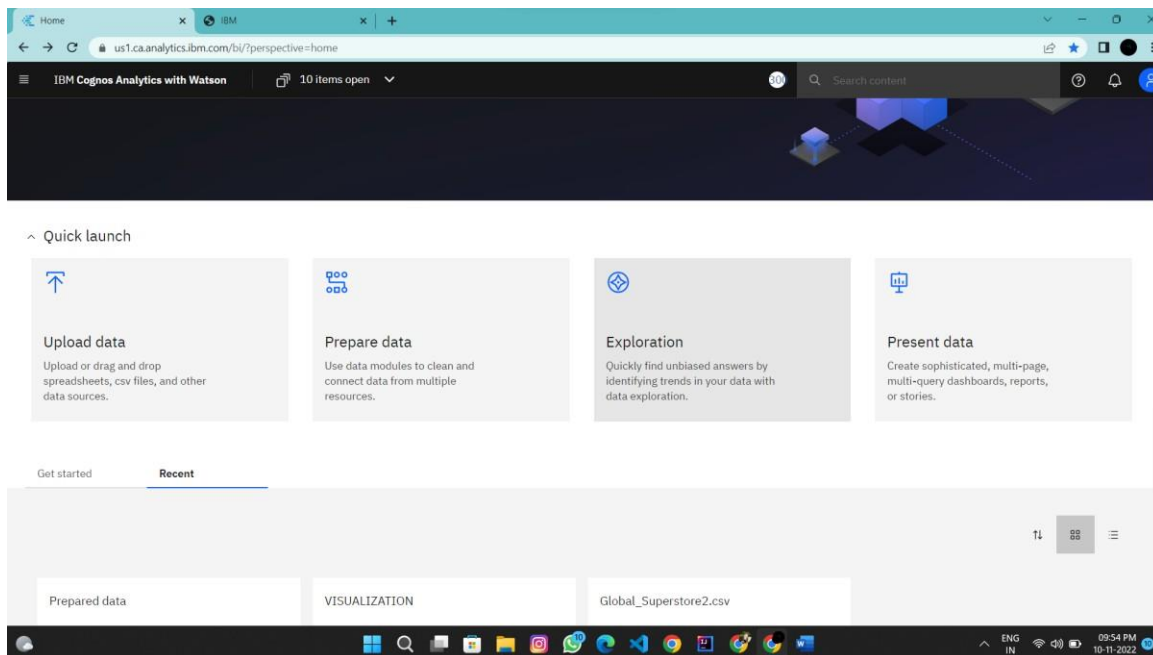 Home
IBM
us1.ca.analytics.ibm.com/bi/?perspective=home
IBM Cognos Analytics with Watson
10 items open
300
Search content
Quick launch
Upload data
Upload or drag and drop
spreadsheets, csv files, and other
data sources.
Prepare data
Use data modules to clean and
connect data from multiple
resources.
Exploration
Quickly find unbiased answers by
identifying trends in your data with
data exploration.
Present data
Create sophisticated, multi-page,
multi-query dashboards, reports,
or stories.
Get started
Recent
Prepared data
VISUALIZATION
Global_Superstore2.csv
10
ENG
IN
09:54 PM
10-11-2022